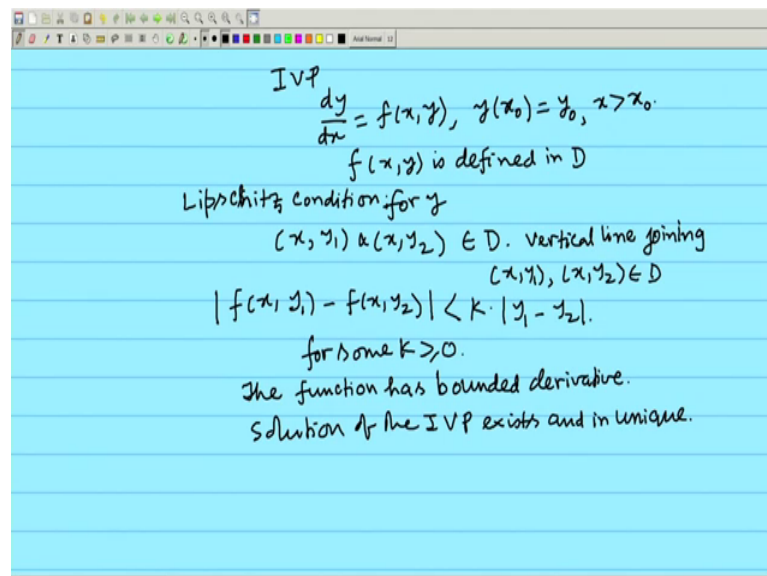 IVP
dy/dx = f(x,y), y(x₀) = y₀, x > x₀.
f(x,y) is defined in D
Lipschitz condition: for y
(x, y₁) & (x, y₂) ∈ D. vertical line joining
(x,y₁), (x,y₂) ∈ D
|f(x, y₁) - f(x, y₂)| < K· |y₁ - y₂|.
for some K ≥ 0.
The function has bounded derivative.
Solution of the IVP exists and in unique.